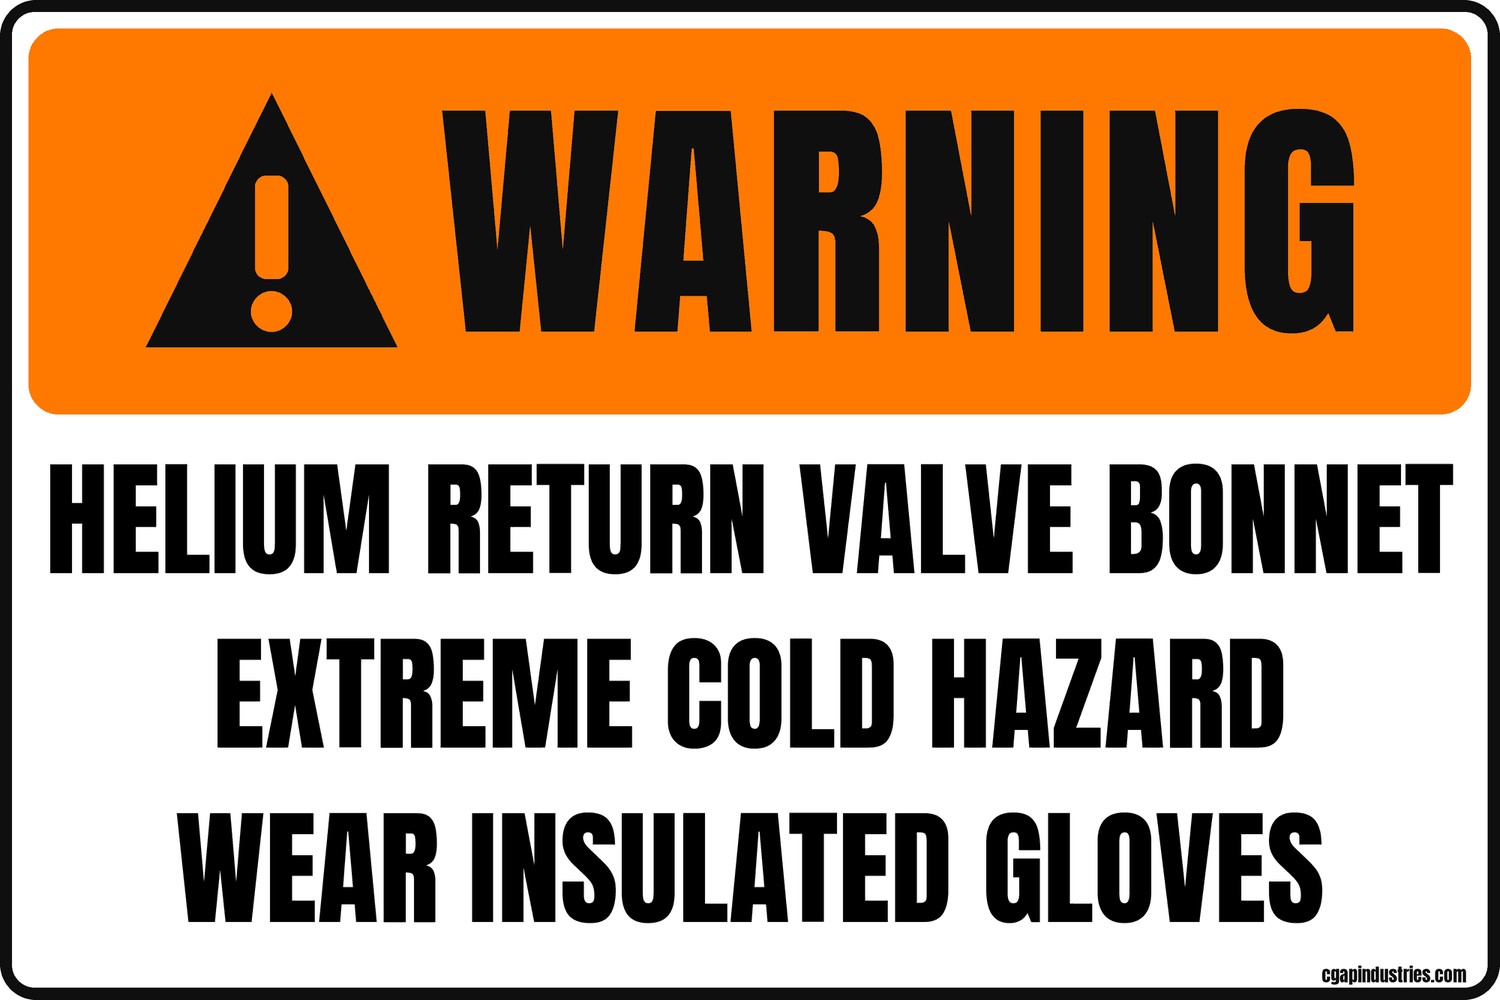 WARNING
HELIUM RETURN VALVE BONNET
EXTREME COLD HAZARD
WEAR INSULATED GLOVES
cgapindustries.com